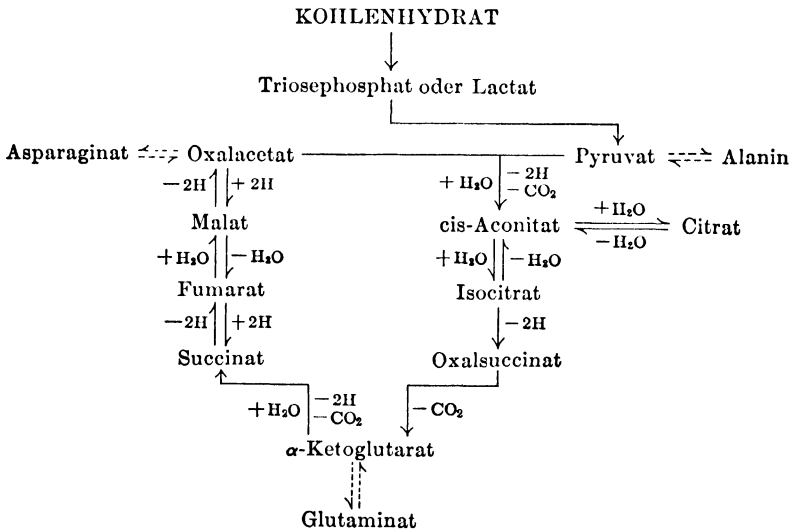 KOHLENHYDRAT
Triosephosphat oder Lactat
Asparaginat Oxalacetat Pyruvat Alanin
−2H +2H +H₂O −2H
−CO₂
Malat cis-Aconitat +H₂O Citrat
−H₂O
+H₂O −H₂O +H₂O −H₂O
Fumarat Isocitrat
−2H +2H −2H
Succinat Oxalsuccinat
+H₂O −2H −CO₂
−CO₂
α-Ketoglutarat
Glutaminat